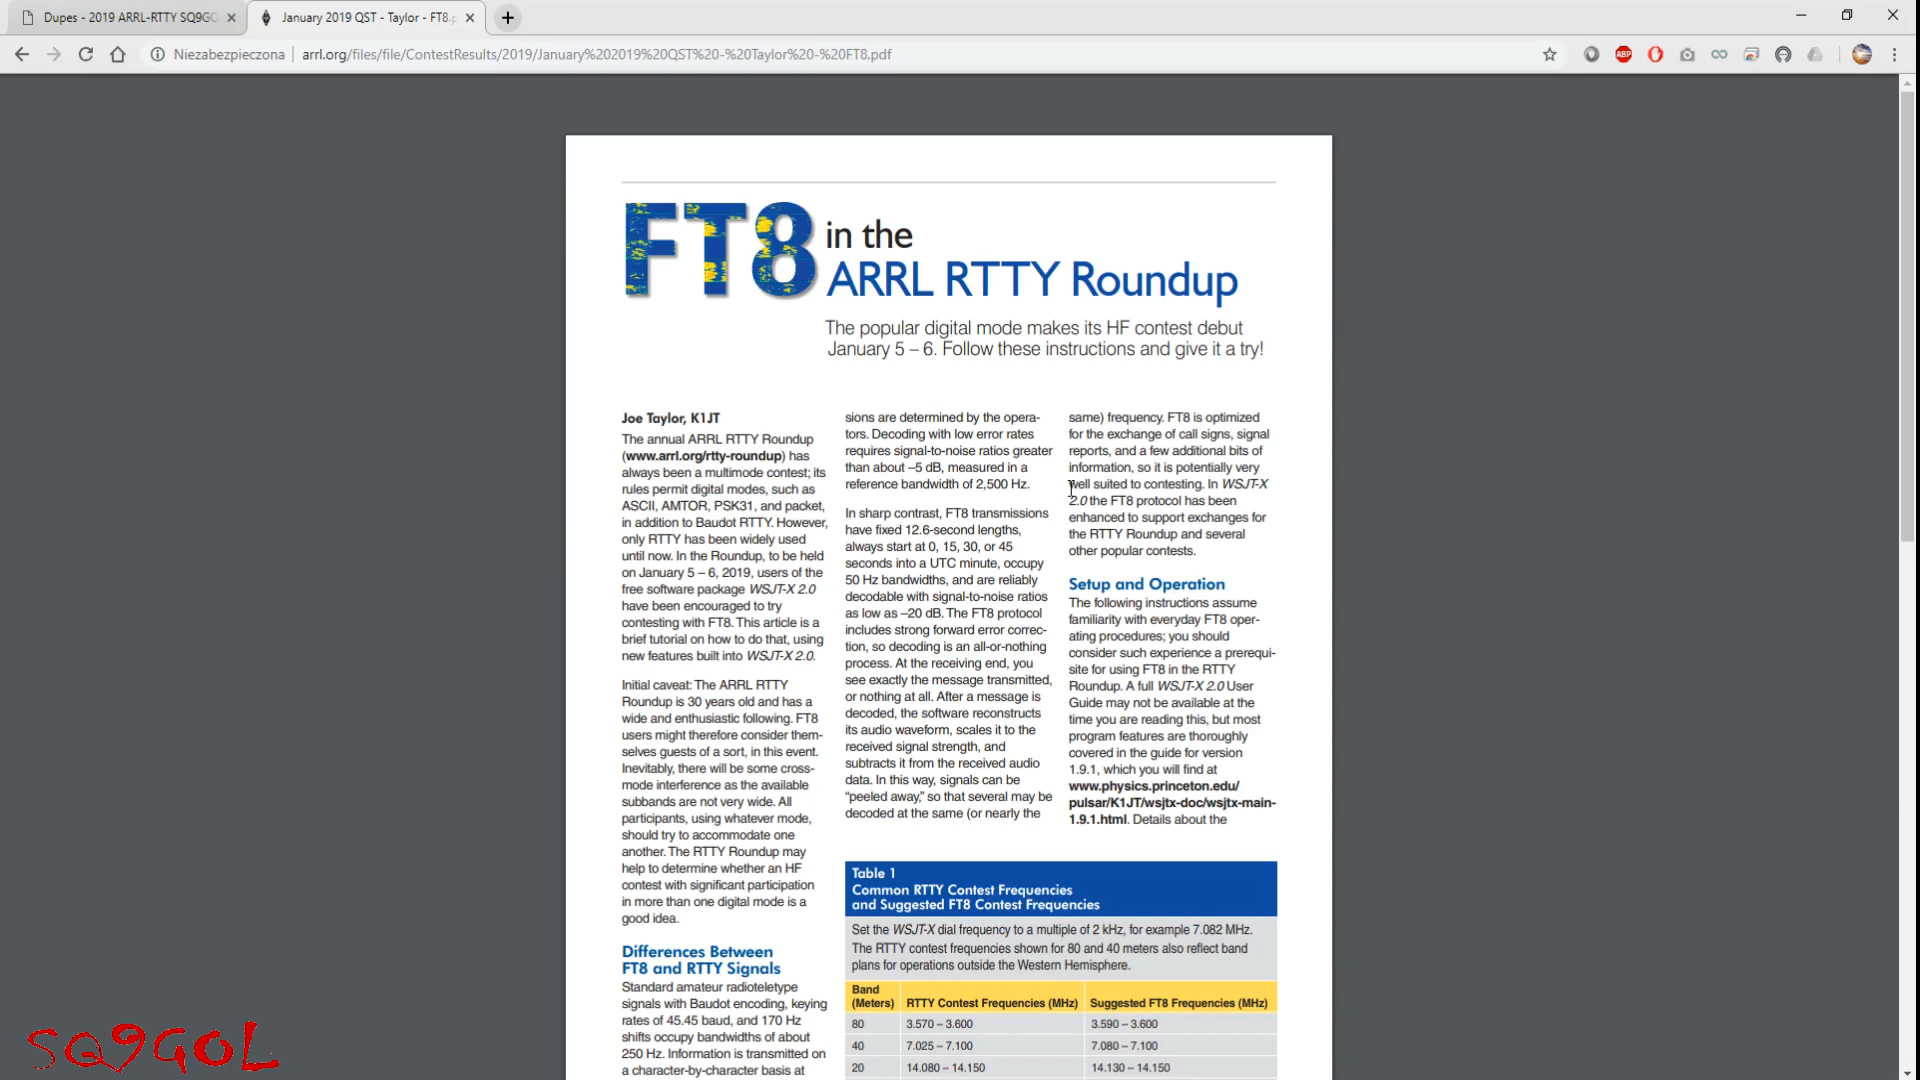 Dupes - 2019 ARRL-RTTY SQ9GO
January 2019 QST - Taylor - FT8.p
Niezabezpieczona
arrl.org/files/file/ContestResults/2019/January%202019%20QST%20-%20Taylor%20-%20FT8.pdf
ABP
FT8 in the
ARRL RTTY Roundup
The popular digital mode makes its HF contest debut
January 5 – 6. Follow these instructions and give it a try!
Joe Taylor, K1JT
The annual ARRL RTTY Roundup
(www.arrl.org/rtty-roundup) has
always been a multimode contest; its
rules permit digital modes, such as
ASCII, AMTOR, PSK31, and packet,
in addition to Baudot RTTY. However,
only RTTY has been widely used
until now. In the Roundup, to be held
on January 5 – 6, 2019, users of the
free software package WSJT-X 2.0
have been encouraged to try
contesting with FT8. This article is a
brief tutorial on how to do that, using
new features built into WSJT-X 2.0.
Initial caveat: The ARRL RTTY
Roundup is 30 years old and has a
wide and enthusiastic following. FT8
users might therefore consider them-
selves guests of a sort, in this event.
Inevitably, there will be some cross-
mode interference as the available
subbands are not very wide. All
participants, using whatever mode,
should try to accommodate one
another. The RTTY Roundup may
help to determine whether an HF
contest with significant participation
in more than one digital mode is a
good idea.
Differences Between
FT8 and RTTY Signals
Standard amateur radioteletype
signals with Baudot encoding, keying
rates of 45.45 baud, and 170 Hz
shifts occupy bandwidths of about
250 Hz. Information is transmitted on
a character-by-character basis at
sions are determined by the opera-
tors. Decoding with low error rates
requires signal-to-noise ratios greater
than about –5 dB, measured in a
reference bandwidth of 2,500 Hz.
In sharp contrast, FT8 transmissions
have fixed 12.6-second lengths,
always start at 0, 15, 30, or 45
seconds into a UTC minute, occupy
50 Hz bandwidths, and are reliably
decodable with signal-to-noise ratios
as low as –20 dB. The FT8 protocol
includes strong forward error correc-
tion, so decoding is an all-or-nothing
process. At the receiving end, you
see exactly the message transmitted,
or nothing at all. After a message is
decoded, the software reconstructs
its audio waveform, scales it to the
received signal strength, and
subtracts it from the received audio
data. In this way, signals can be
“peeled away,” so that several may be
decoded at the same (or nearly the
same) frequency. FT8 is optimized
for the exchange of call signs, signal
reports, and a few additional bits of
information, so it is potentially very
well suited to contesting. In WSJT-X
2.0 the FT8 protocol has been
enhanced to support exchanges for
the RTTY Roundup and several
other popular contests.
Setup and Operation
The following instructions assume
familiarity with everyday FT8 oper-
ating procedures; you should
consider such experience a prerequi-
site for using FT8 in the RTTY
Roundup. A full WSJT-X 2.0 User
Guide may not be available at the
time you are reading this, but most
program features are thoroughly
covered in the guide for version
1.9.1, which you will find at
www.physics.princeton.edu/
pulsar/K1JT/wsjtx-doc/wsjtx-main-
1.9.1.html. Details about the
Table 1
Common RTTY Contest Frequencies
and Suggested FT8 Contest Frequencies
Set the WSJT-X dial frequency to a multiple of 2 kHz, for example 7.082 MHz.
The RTTY contest frequencies shown for 80 and 40 meters also reflect band
plans for operations outside the Western Hemisphere.
Band
(Meters) RTTY Contest Frequencies (MHz) Suggested FT8 Frequencies (MHz)
80 3.570 – 3.600 3.590 – 3.600
40 7.025 – 7.100 7.080 – 7.100
20 14.080 – 14.150 14.130 – 14.150
SQ9GOL